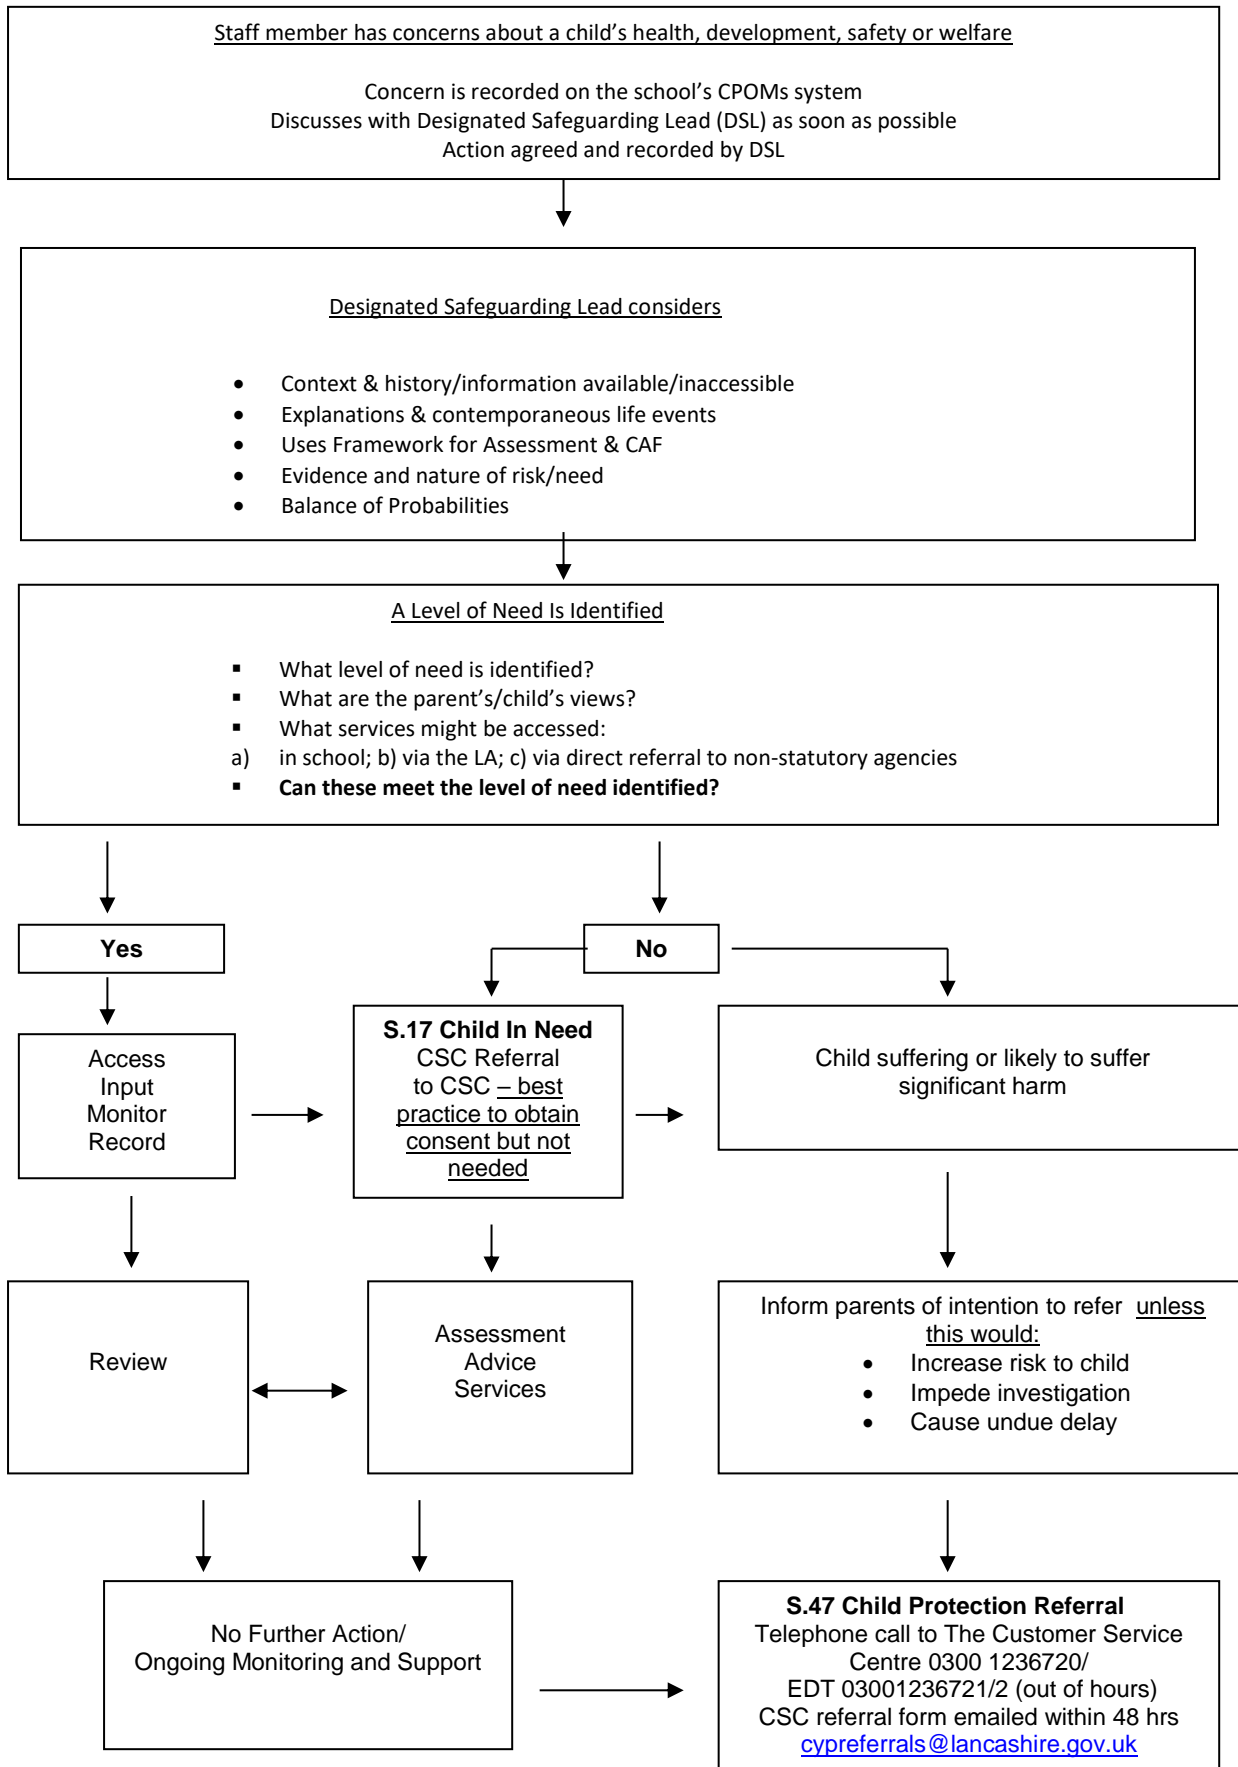 Staff member has concerns about a child’s health, development, safety or welfare
Concern is recorded on the school’s CPOMs system
Discusses with Designated Safeguarding Lead (DSL) as soon as possible
Action agreed and recorded by DSL
Designated Safeguarding Lead considers
• Context & history/information available/inaccessible
• Explanations & contemporaneous life events
• Uses Framework for Assessment & CAF
• Evidence and nature of risk/need
• Balance of Probabilities
A Level of Need Is Identified
▪ What level of need is identified?
▪ What are the parent’s/child’s views?
▪ What services might be accessed:
a) in school; b) via the LA; c) via direct referral to non-statutory agencies
▪ Can these meet the level of need identified?
Yes
No
Access
Input
Monitor
Record
S.17 Child In Need
CSC Referral
to CSC – best
practice to obtain
consent but not
needed
Child suffering or likely to suffer
significant harm
Review
Assessment
Advice
Services
Inform parents of intention to refer unless
this would:
• Increase risk to child
• Impede investigation
• Cause undue delay
No Further Action/
Ongoing Monitoring and Support
S.47 Child Protection Referral
Telephone call to The Customer Service
Centre 0300 1236720/
EDT 03001236721/2 (out of hours)
CSC referral form emailed within 48 hrs
cypreferrals@lancashire.gov.uk